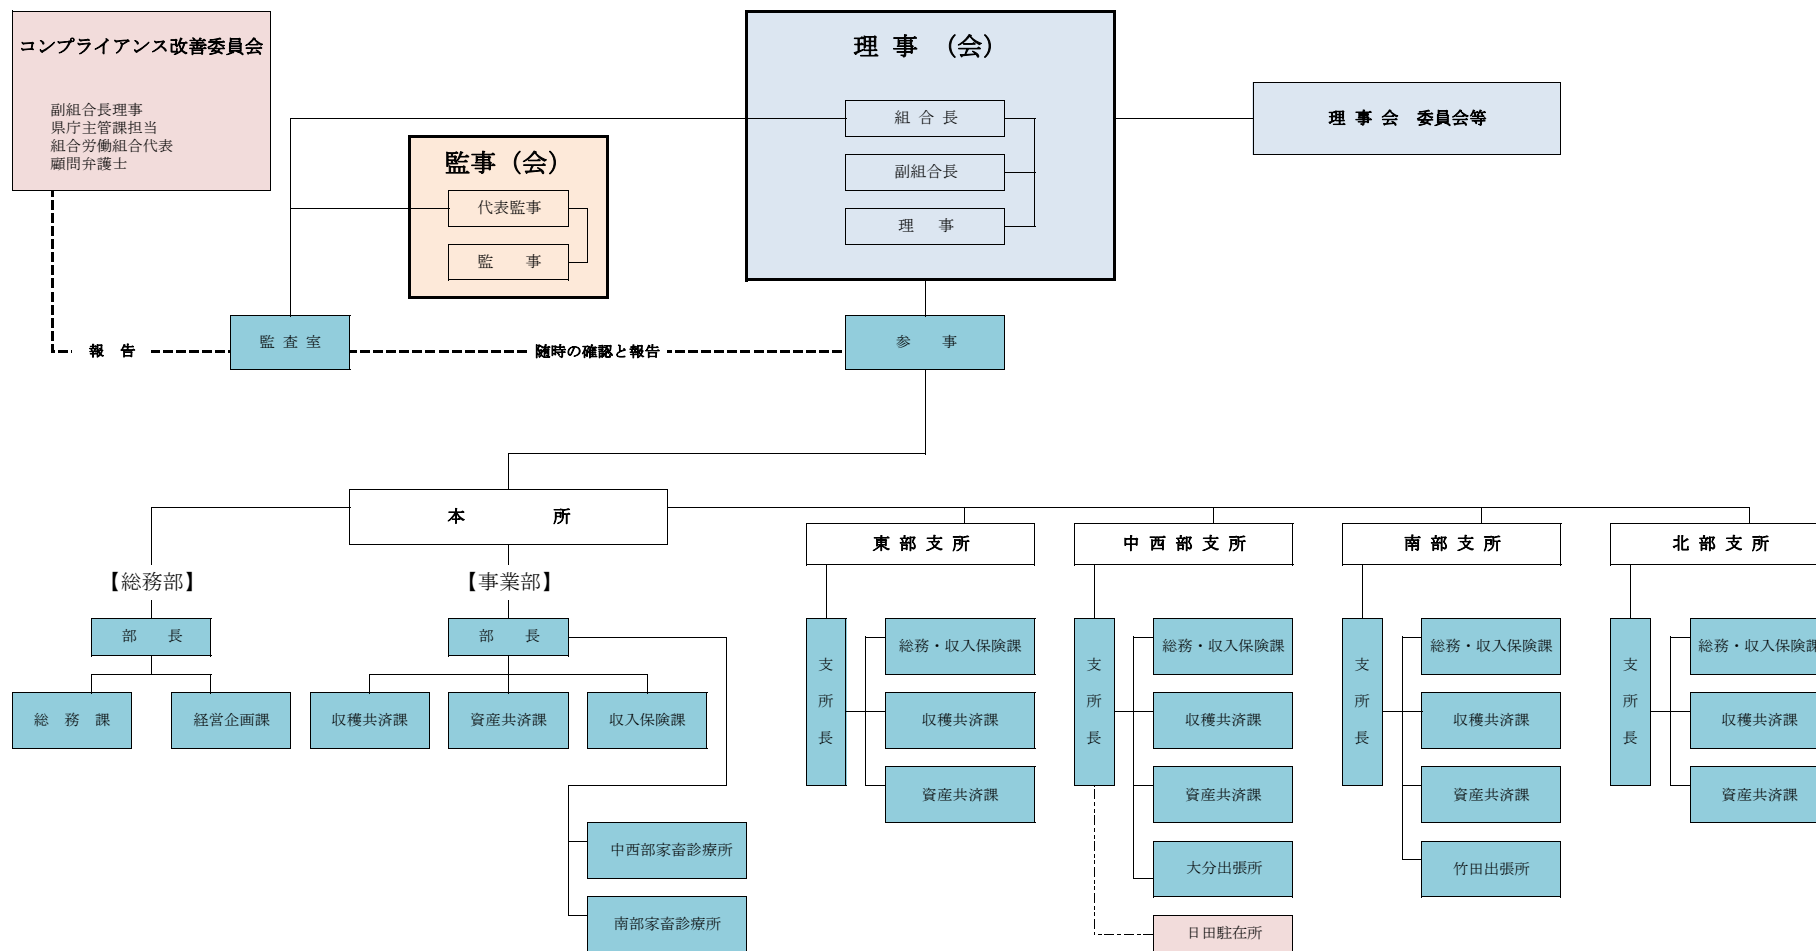 コンプライアンス改善委員会
副組合長理事
県庁主管課担当
組合労働組合代表
顧問弁護士
理 事 (会)
組 合 長
副組合長
理 事
理 事 会 委員会等
監事(会)
代表監事
監 事
報 告
監 査 室
随時の確認と報告
参 事
本 所
【総務部】
部 長
総 務 課
経営企画課
【事業部】
部 長
収穫共済課
資産共済課
収入保険課
中西部家畜診療所
南部家畜診療所
東 部 支 所
支所長
総務・収入保険課
収穫共済課
資産共済課
中 西 部 支 所
支所長
総務・収入保険課
収穫共済課
資産共済課
大分出張所
日田駐在所
南 部 支 所
支所長
総務・収入保険課
収穫共済課
資産共済課
竹田出張所
北 部 支 所
支所長
総務・収入保険課
収穫共済課
資産共済課